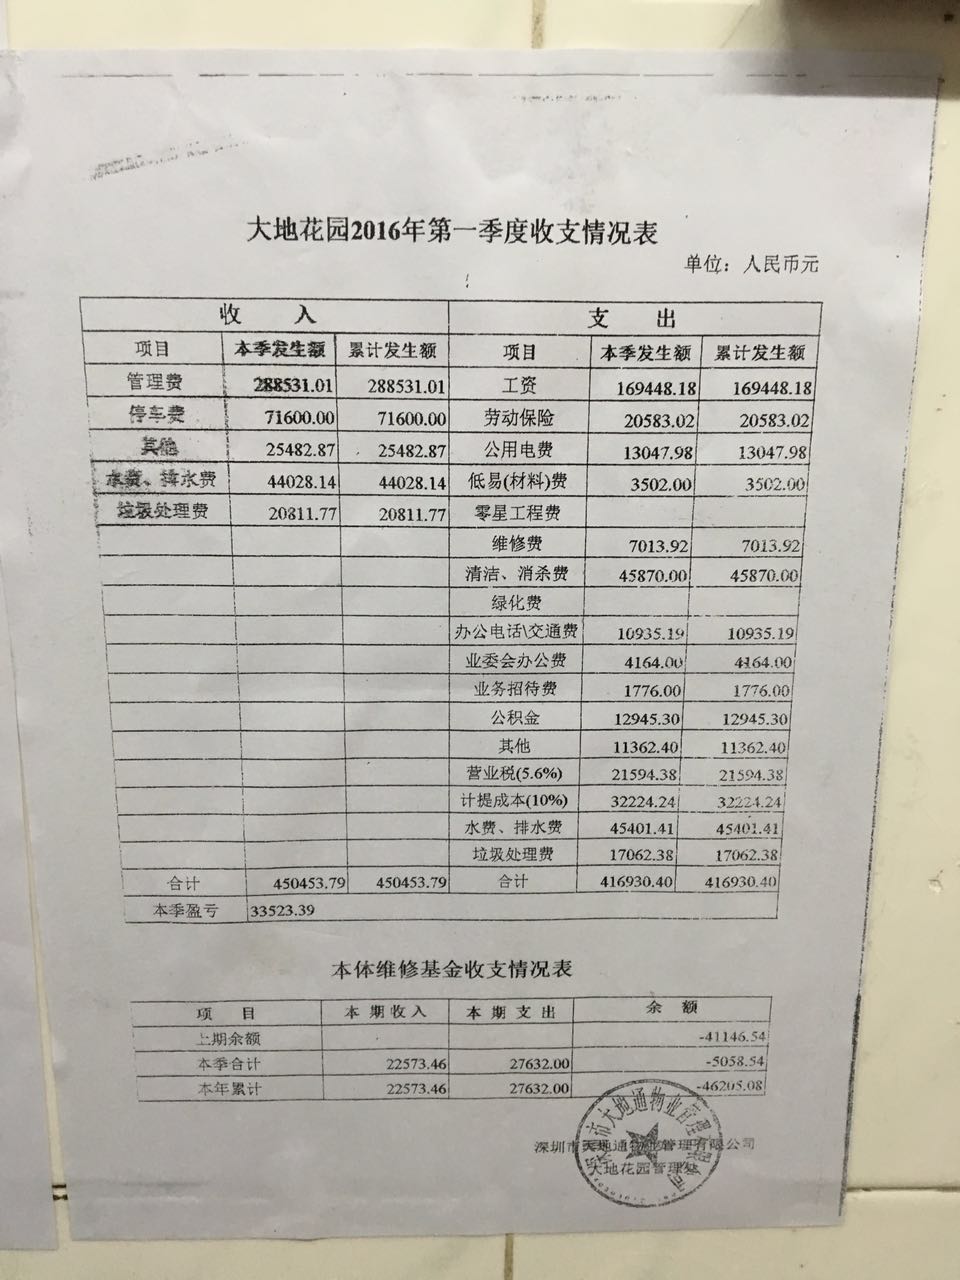 大地花园2016年第一季度收支情况表
单位：人民币元
收 入 支 出
项目 本季发生额 累计发生额 项目 本季发生额 累计发生额
管理费 288531.01 288531.01 工资 169448.18 169448.18
停车费 71600.00 71600.00 劳动保险 20583.02 20583.02
其他 25482.87 25482.87 公用电费 13047.98 13047.98
水费、排水费 44028.14 44028.14 低易(材料)费 3502.00 3502.00
垃圾处理费 20811.77 20811.77 零星工程费
维修费 7013.92 7013.92
清洁、消杀费 45870.00 45870.00
绿化费
办公电话\交通费 10935.19 10935.19
业委会办公费 4164.00 4164.00
业务招待费 1776.00 1776.00
公积金 12945.30 12945.30
其他 11362.40 11362.40
营业税(5.6%) 21594.38 21594.38
计提成本(10%) 32224.24 32224.24
水费、排水费 45401.41 45401.41
垃圾处理费 17062.38 17062.38
合计 450453.79 450453.79 合计 416930.40 416930.40
本季盈亏 33523.39
本体维修基金收支情况表
项 目 本 期 收 入 本 期 支 出 余 额
上期余额 -41146.54
本季合计 22573.46 27632.00 -5058.54
本年累计 22573.46 27632.00 -46205.08
深圳市天地通物业管理有限公司
大地花园管理处